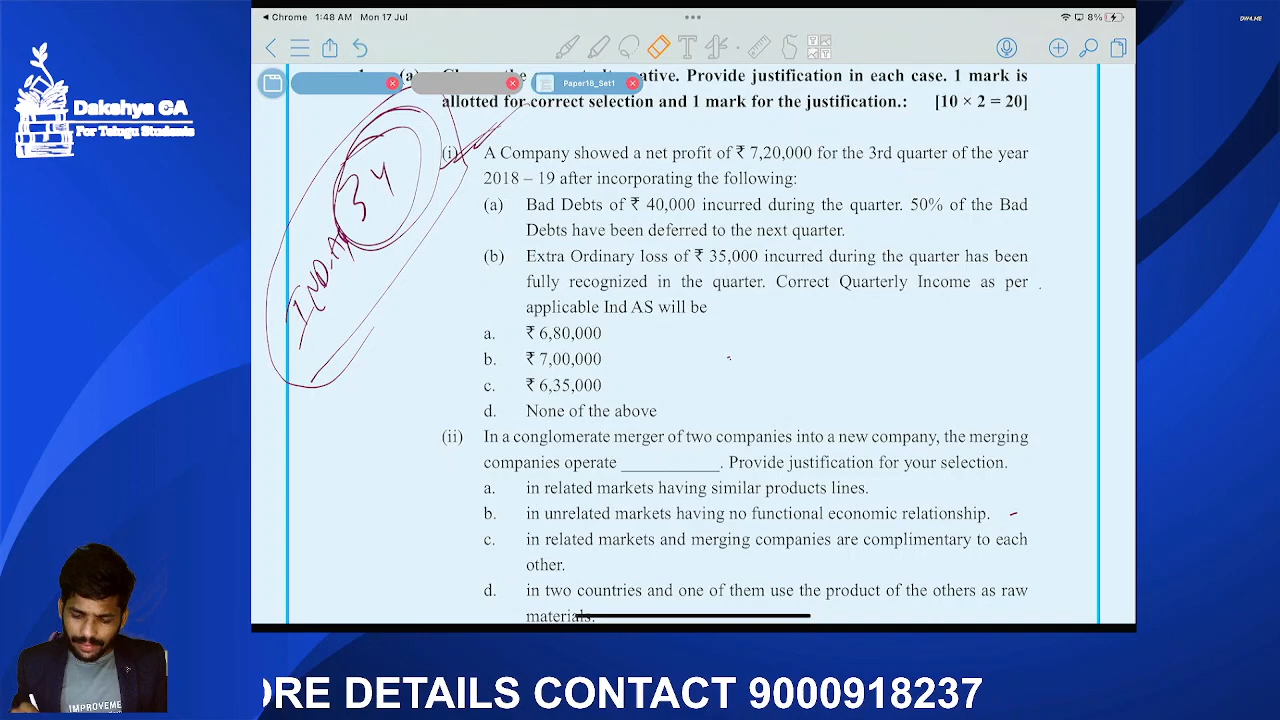 Chrome 1:48 AM Mon 17 Jul
8%
DW4.ME
Dakshya CA
For Telugu Students
Paper18_Set1
ative. Provide justification in each case. 1 mark is
allotted for correct selection and 1 mark for the justification.: [10 × 2 = 20]
(i) A Company showed a net profit of ₹ 7,20,000 for the 3rd quarter of the year
2018 – 19 after incorporating the following:
(a) Bad Debts of ₹ 40,000 incurred during the quarter. 50% of the Bad
Debts have been deferred to the next quarter.
(b) Extra Ordinary loss of ₹ 35,000 incurred during the quarter has been
fully recognized in the quarter. Correct Quarterly Income as per
applicable Ind AS will be
a. ₹ 6,80,000
b. ₹ 7,00,000
c. ₹ 6,35,000
d. None of the above
(ii) In a conglomerate merger of two companies into a new company, the merging
companies operate ___________. Provide justification for your selection.
a. in related markets having similar products lines.
b. in unrelated markets having no functional economic relationship.
c. in related markets and merging companies are complimentary to each
other.
d. in two countries and one of them use the product of the others as raw
materials.
IND-AS 34
IMPROVEME
ORE DETAILS CONTACT 9000918237